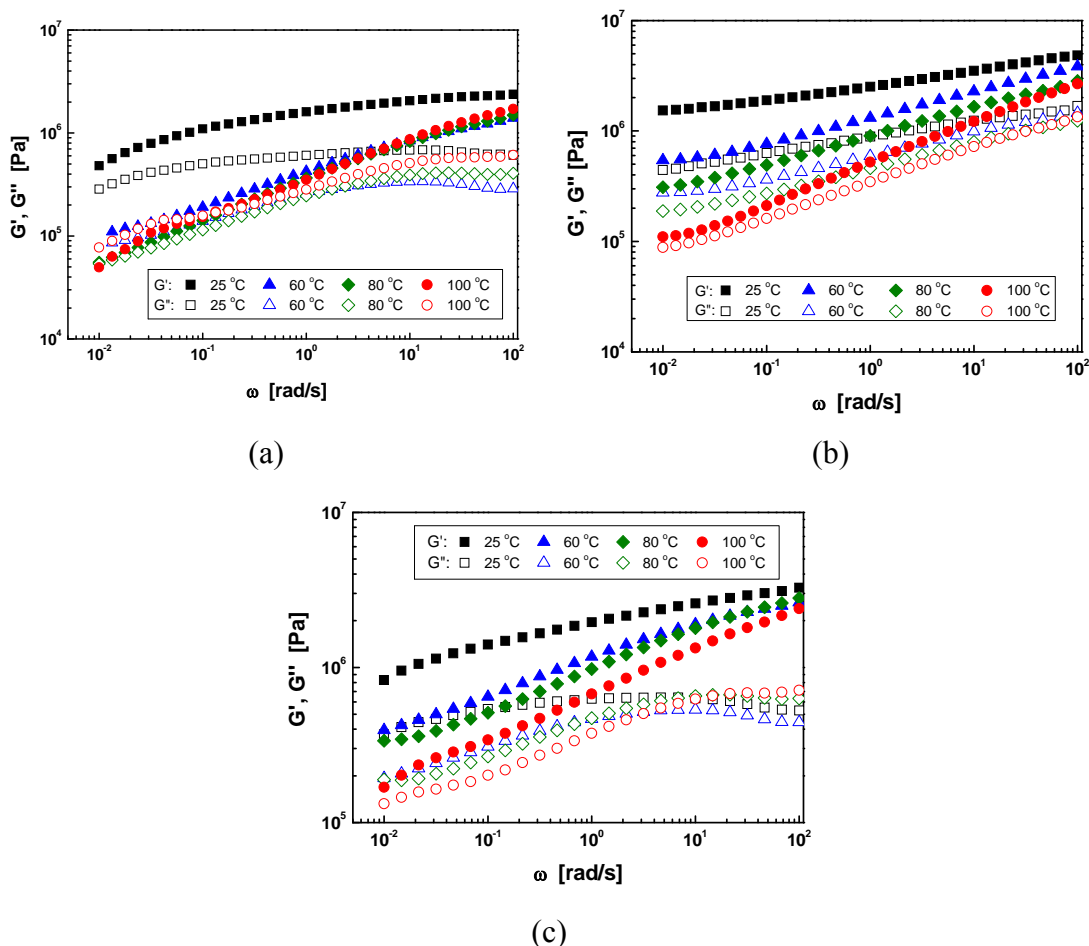 10⁷
10⁶
10⁵
10⁴
G', G'' [Pa]
G': 25 °C 60 °C 80 °C 100 °C
G'': 25 °C 60 °C 80 °C 100 °C
10⁻² 10⁻¹ 10⁰ 10¹ 10²
ω [rad/s]
(a)
10⁷
10⁶
10⁵
10⁴
G', G'' [Pa]
G': 25 °C 60 °C 80 °C 100 °C
G'': 25 °C 60 °C 80 °C 100 °C
10⁻² 10⁻¹ 10⁰ 10¹ 10²
ω [rad/s]
(b)
10⁷
10⁶
10⁵
G', G'' [Pa]
G': 25 °C 60 °C 80 °C 100 °C
G'': 25 °C 60 °C 80 °C 100 °C
10⁻² 10⁻¹ 10⁰ 10¹ 10²
ω [rad/s]
(c)